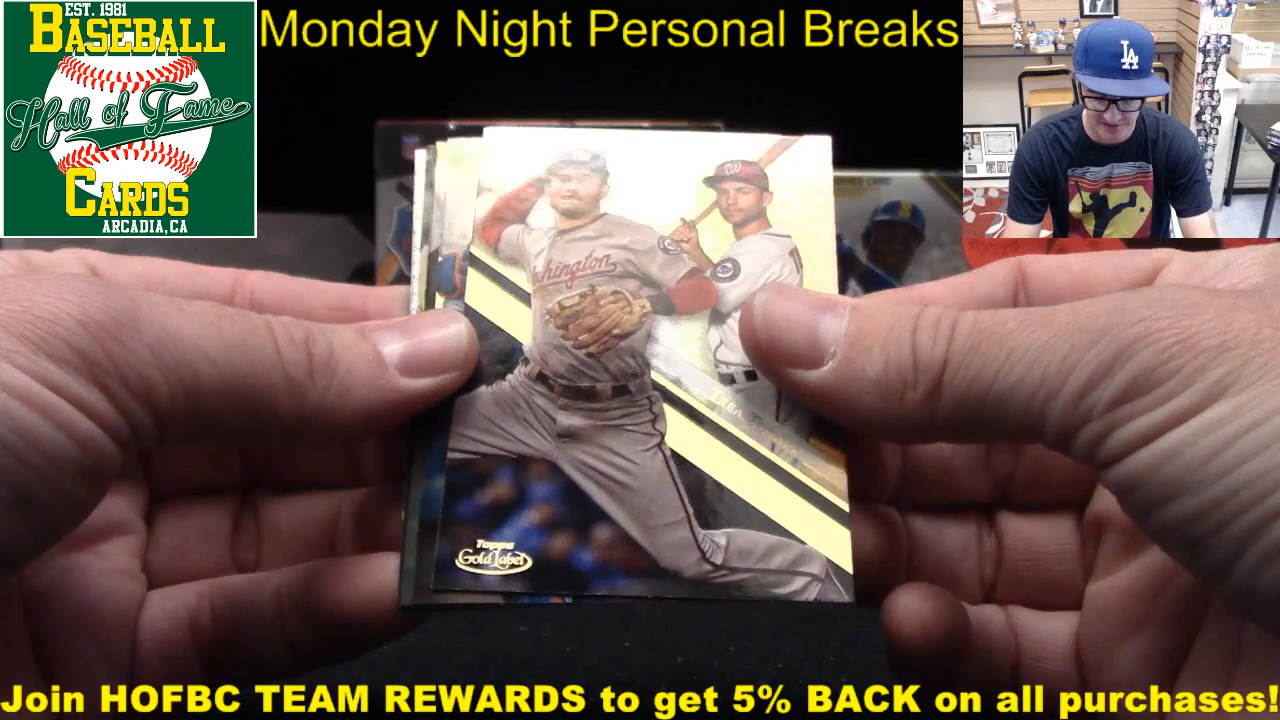 EST. 1981
BASEBALL
Hall of Fame
CARDS
ARCADIA, CA
Monday Night Personal Breaks
LA
W
Washington
Topps
Gold Label
Join HOFBC TEAM REWARDS to get 5% BACK on all purchases!